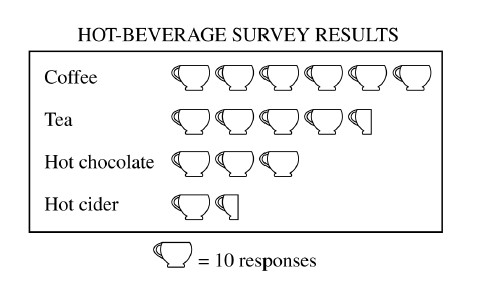 HOT-BEVERAGE SURVEY RESULTS
Coffee
Tea
Hot chocolate
Hot cider
= 10 responses